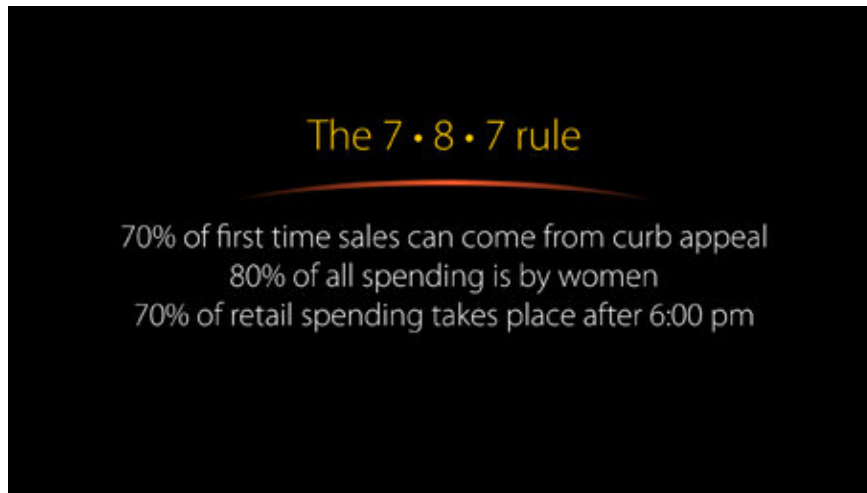 The 7 • 8 • 7 rule
70% of first time sales can come from curb appeal
80% of all spending is by women
70% of retail spending takes place after 6:00 pm